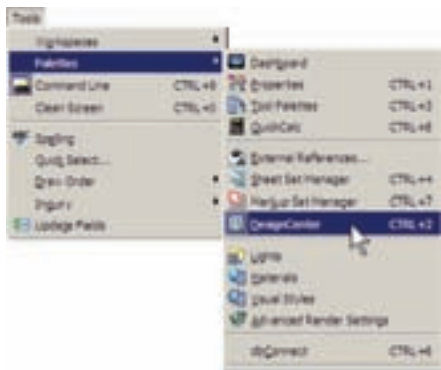 Tools
Workspaces
Palettes
Command Line CTRL+9
Clean Screen CTRL+0
Spelling
Quick Select...
Draw Order
Inquiry
Update Fields
Dashboard
Properties CTRL+1
Tool Palettes CTRL+3
QuickCalc CTRL+8
External References...
Sheet Set Manager CTRL+4
Markup Set Manager CTRL+7
DesignCenter CTRL+2
Lights
Materials
Visual Styles
Advanced Render Settings
dbConnect CTRL+6